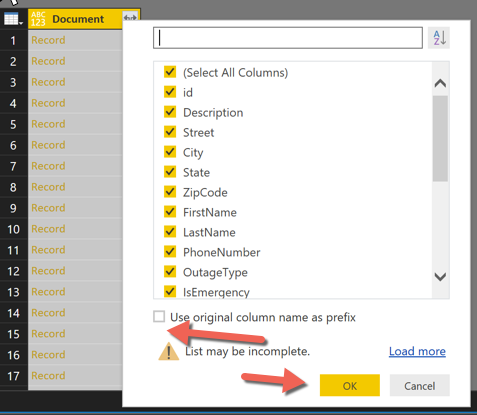 ABC
123
Document
1 Record
2 Record
3 Record
4 Record
5 Record
6 Record
7 Record
8 Record
9 Record
10 Record
11 Record
12 Record
13 Record
14 Record
15 Record
16 Record
17 Record
A
Z
(Select All Columns)
id
Description
Street
City
State
ZipCode
FirstName
LastName
PhoneNumber
OutageType
IsEmergency
Use original column name as prefix
List may be incomplete.
Load more
OK
Cancel